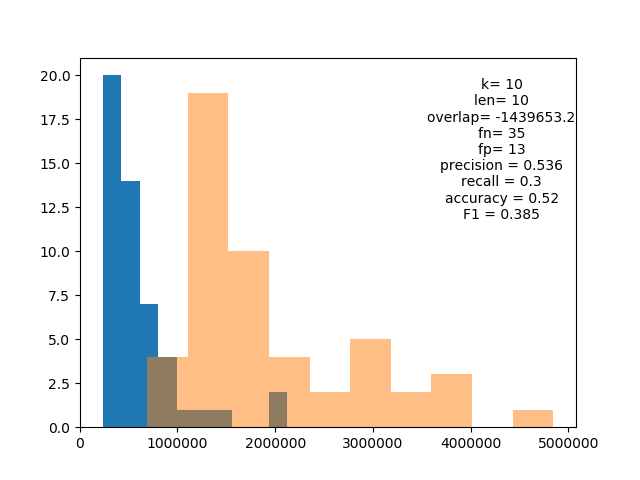 20.0
17.5
15.0
12.5
10.0
7.5
5.0
2.5
0.0
0 1000000 2000000 3000000 4000000 5000000
k= 10
len= 10
overlap= -1439653.2
fn= 35
fp= 13
precision = 0.536
recall = 0.3
accuracy = 0.52
F1 = 0.385